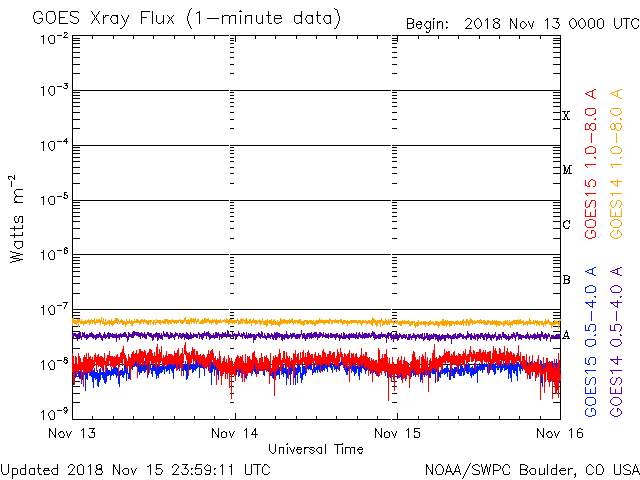 GOES Xray Flux (1-minute data)
Begin: 2018 Nov 13 0000 UTC
10⁻²
10⁻³
10⁻⁴
10⁻⁵
10⁻⁶
10⁻⁷
10⁻⁸
10⁻⁹
Watts m⁻²
X
M
C
B
A
GOES15 1.0-8.0 A
GOES14 1.0-8.0 A
GOES15 0.5-4.0 A
GOES14 0.5-4.0 A
Nov 13 Nov 14 Nov 15 Nov 16
Universal Time
Updated 2018 Nov 15 23:59:11 UTC
NOAA/SWPC Boulder, CO USA